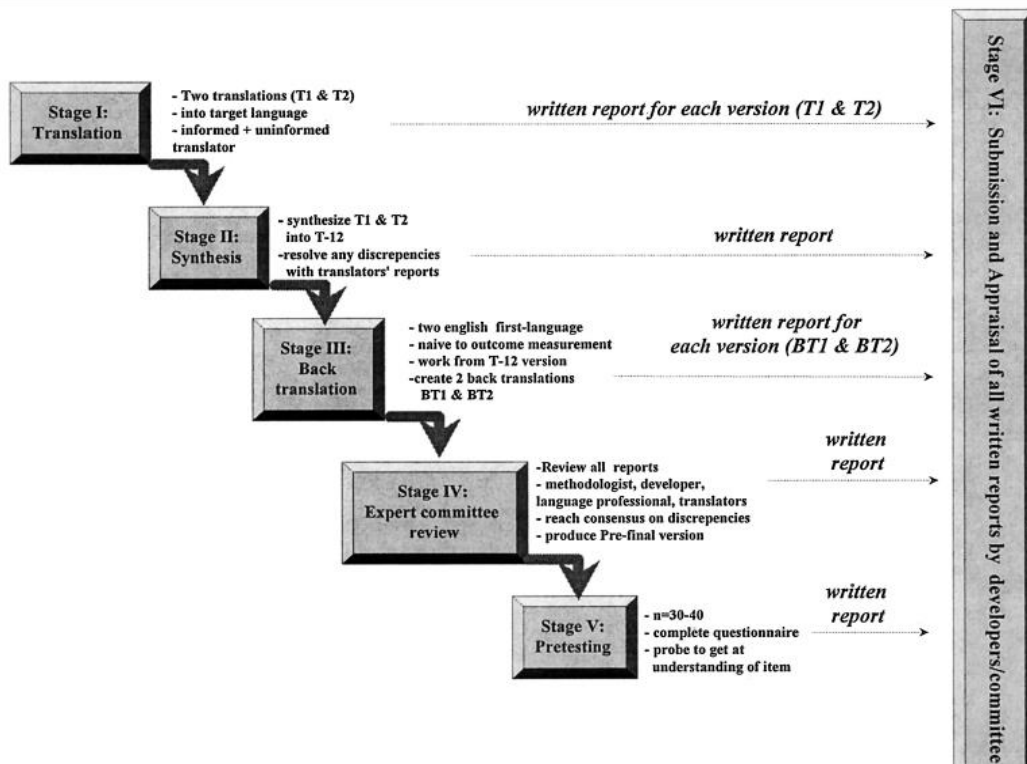 Stage I:
Translation
- Two translations (T1 & T2)
- into target language
- informed + uninformed
translator
written report for each version (T1 & T2)
Stage II:
Synthesis
- synthesize T1 & T2
into T-12
-resolve any discrepencies
with translators' reports
written report
Stage III:
Back
translation
- two english first-language
- naive to outcome measurement
- work from T-12 version
-create 2 back translations
BT1 & BT2
written report for
each version (BT1 & BT2)
Stage IV:
Expert committee
review
-Review all reports
- methodologist, developer,
language professional, translators
- reach consensus on discrepencies
- produce Pre-final version
written
report
Stage V:
Pretesting
- n=30-40
- complete questionnaire
- probe to get at
understanding of item
written
report
Stage VI: Submission and Appraisal of all written reports by developers/committee